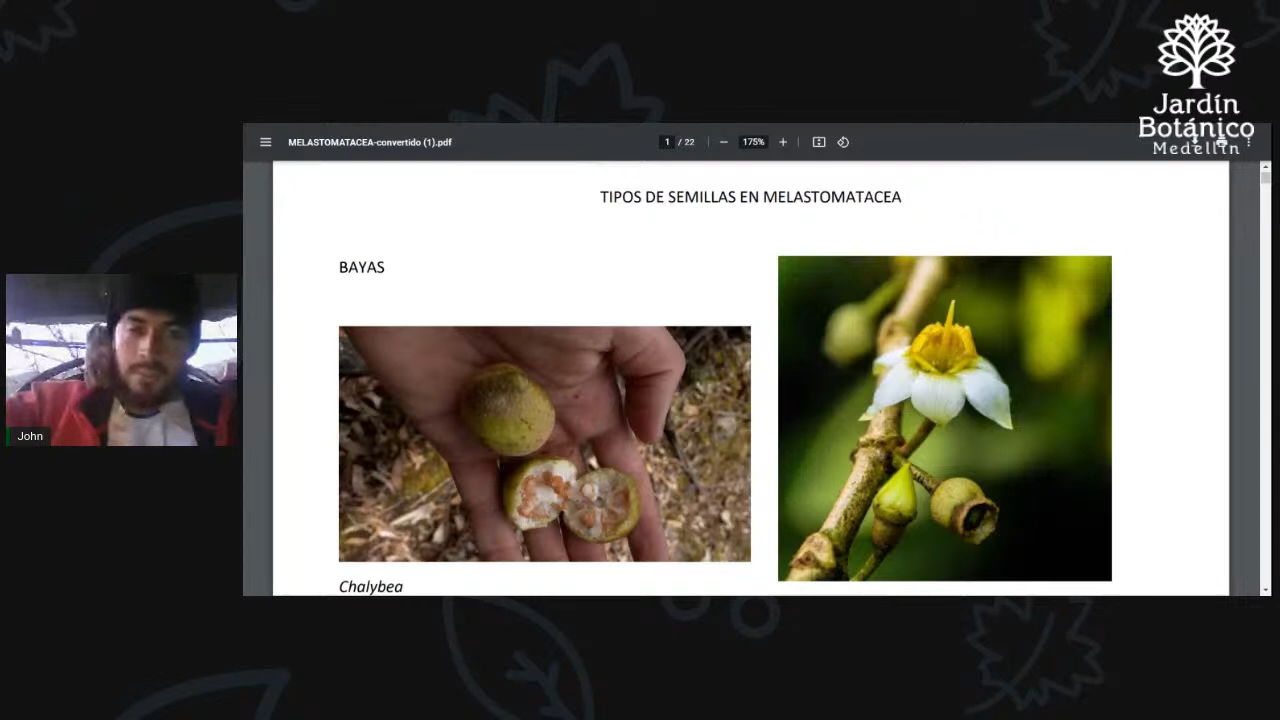 Jardín
Botánico
Medellín
MELASTOMATACEA-convertido (1).pdf
1 / 22
175%
TIPOS DE SEMILLAS EN MELASTOMATACEA
BAYAS
Chalybea
John